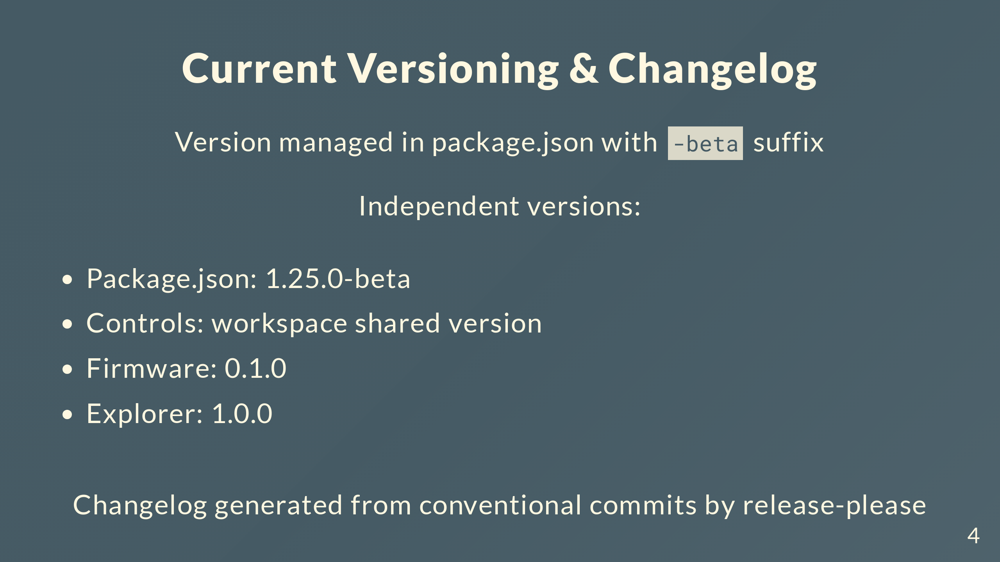 Current Versioning & Changelog
Version managed in package.json with -beta suffix
Independent versions:
• Package.json: 1.25.0-beta
• Controls: workspace shared version
• Firmware: 0.1.0
• Explorer: 1.0.0
Changelog generated from conventional commits by release-please
4